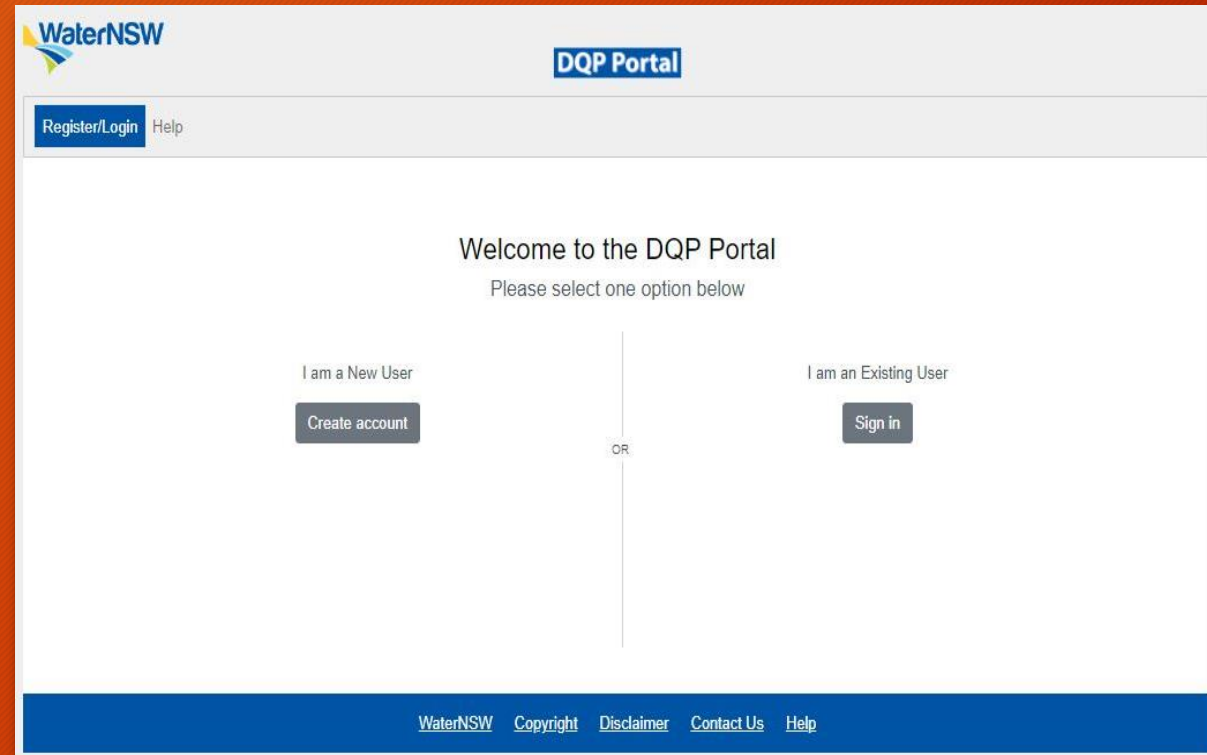 WaterNSW
DQP Portal
Register/Login Help
Welcome to the DQP Portal
Please select one option below
I am a New User
Create account
OR
I am an Existing User
Sign in
WaterNSW Copyright Disclaimer Contact Us Help